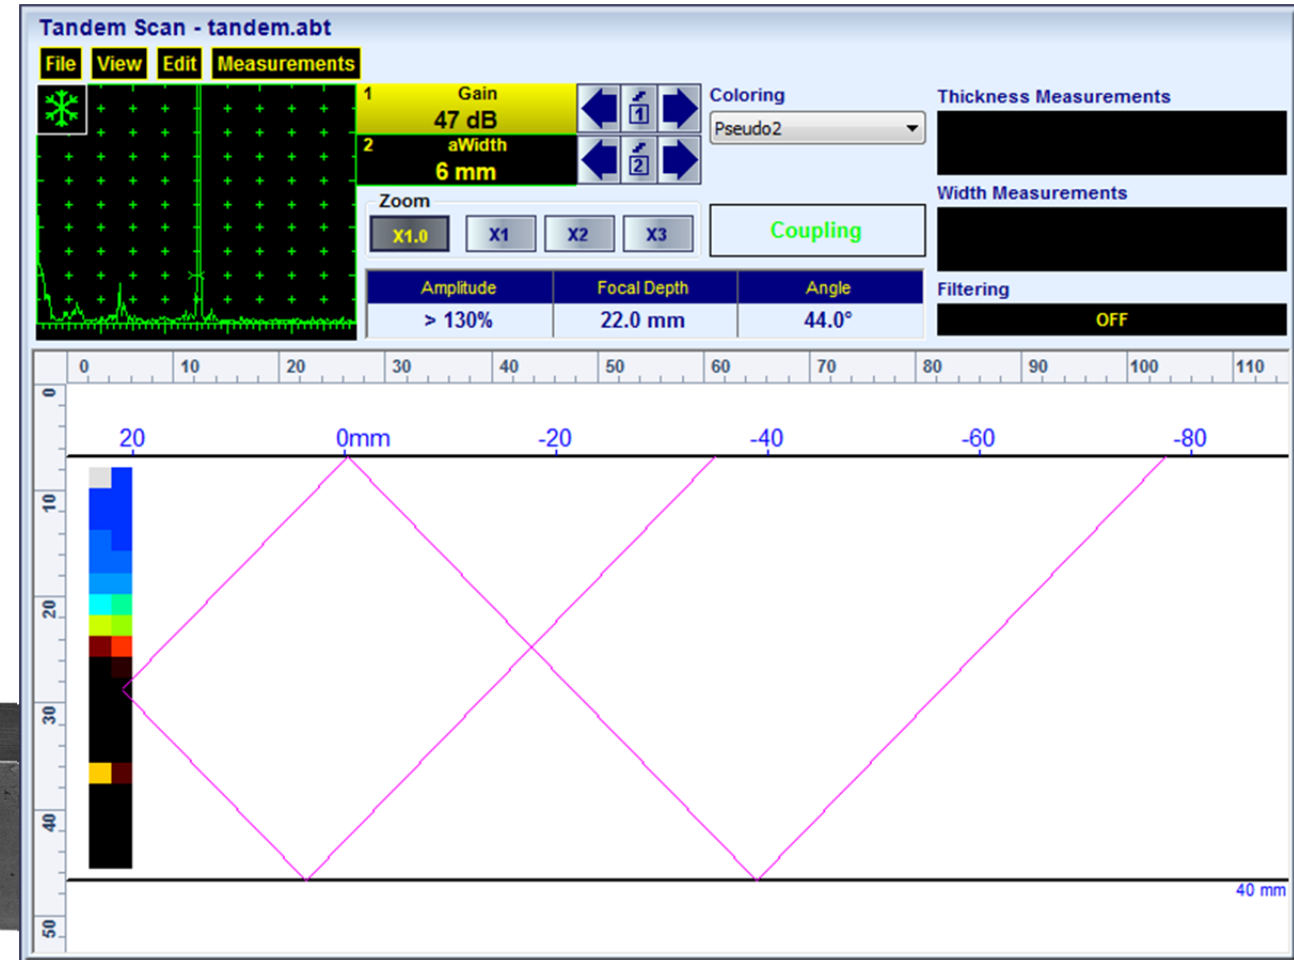 Tandem Scan - tandem.abt
File View Edit Measurements
1 Gain
47 dB
2 aWidth
6 mm
1
2
Coloring
Pseudo2
Zoom
X1.0 X1 X2 X3
Coupling
Amplitude Focal Depth Angle
> 130% 22.0 mm 44.0°
Thickness Measurements
Width Measurements
Filtering
OFF
0 10 20 30 40 50 60 70 80 90 100 110
0
20 0mm -20 -40 -60 -80
10
20
30
40
40 mm
50